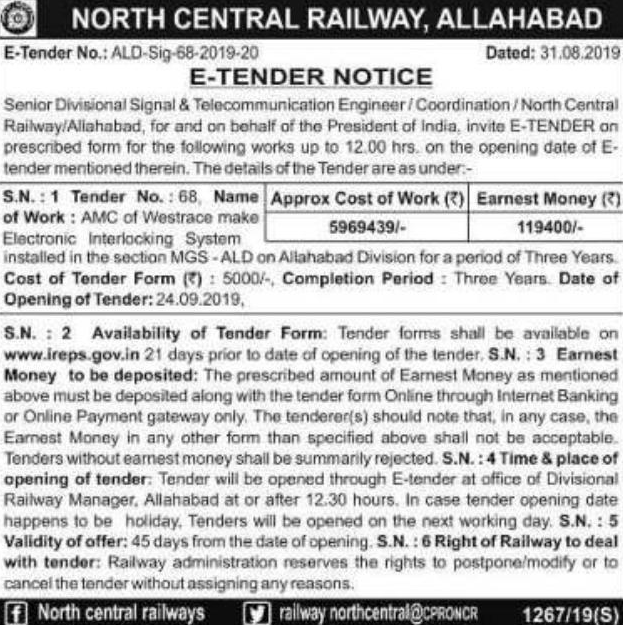 NORTH CENTRAL RAILWAY, ALLAHABAD
E-Tender No.: ALD-Sig-68-2019-20 Dated: 31.08.2019
E-TENDER NOTICE
Senior Divisional Signal & Telecommunication Engineer / Coordination / North Central
Railway/Allahabad, for and on behalf of the President of India, invite E-TENDER on
prescribed form for the following works up to 12.00 hrs. on the opening date of E-
tender mentioned therein. The details of the Tender are as under:-
S.N. : 1 Tender No. : 68, Name
of Work : AMC of Westrace make
Electronic Interlocking System
Approx Cost of Work (₹) Earnest Money (₹)
5969439/- 119400/-
installed in the section MGS - ALD on Allahabad Division for a period of Three Years.
Cost of Tender Form (₹) : 5000/-, Completion Period : Three Years. Date of
Opening of Tender: 24.09.2019,
S.N. : 2 Availability of Tender Form: Tender forms shall be available on
www.ireps.gov.in 21 days prior to date of opening of the tender. S.N. : 3 Earnest
Money to be deposited: The prescribed amount of Earnest Money as mentioned
above must be deposited along with the tender form Online through Internet Banking
or Online Payment gateway only. The tenderer(s) should note that, in any case, the
Earnest Money in any other form than specified above shall not be acceptable.
Tenders without earnest money shall be summarily rejected. S.N. : 4 Time & place of
opening of tender: Tender will be opened through E-tender at office of Divisional
Railway Manager, Allahabad at or after 12.30 hours. In case tender opening date
happens to be holiday, Tenders will be opened on the next working day. S.N. : 5
Validity of offer: 45 days from the date of opening. S.N. : 6 Right of Railway to deal
with tender: Railway administration reserves the rights to postpone/modify or to
cancel the tender without assigning any reasons.
North central railways railway northcentral@CPRONCR 1267/19(S)